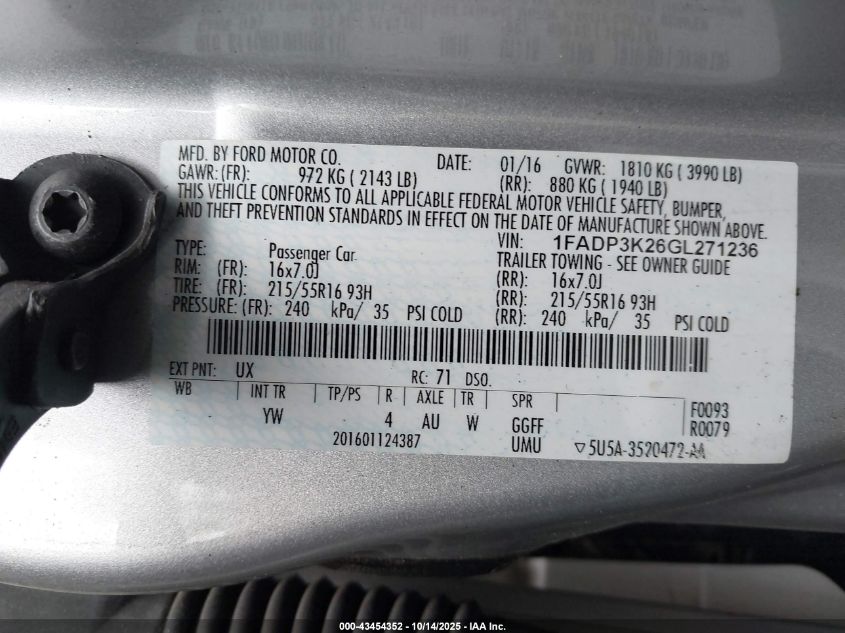 MFD. BY FORD MOTOR CO. DATE: 01/16 GVWR: 1810 KG ( 3990 LB)
GAWR: (FR): 972 KG ( 2143 LB) (RR): 880 KG ( 1940 LB)
THIS VEHICLE CONFORMS TO ALL APPLICABLE FEDERAL MOTOR VEHICLE SAFETY, BUMPER,
AND THEFT PREVENTION STANDARDS IN EFFECT ON THE DATE OF MANUFACTURE SHOWN ABOVE.
VIN: 1FADP3K26GL271236
TYPE: Passenger Car TRAILER TOWING - SEE OWNER GUIDE
RIM: (FR): 16x7.0J (RR): 16x7.0J
TIRE: (FR): 215/55R16 93H (RR): 215/55R16 93H
PRESSURE: (FR): 240 kPa/ 35 PSI COLD (RR): 240 kPa/ 35 PSI COLD
EXT PNT: UX RC: 71 DSO:
WB INT TR TP/PS R AXLE TR SPR
YW 4 AU W GGFF F0093
201601124387 UMU R0079
▽5U5A-3520472-AA
000-43454352 | 10/14/2025 - IAA Inc.